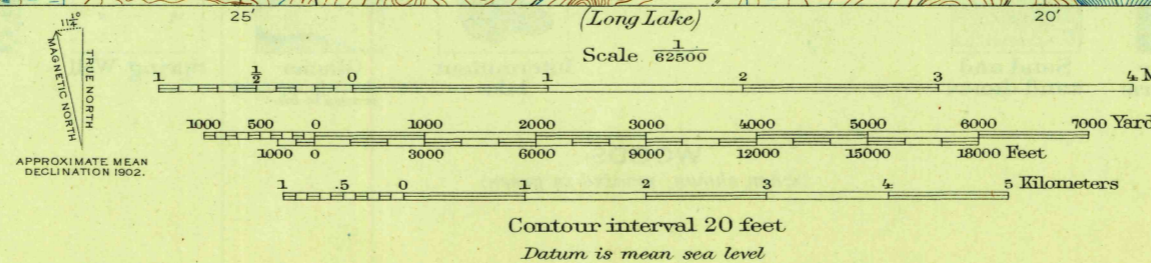 25′ 20′
(Long Lake)
Scale 1/62500
1 1/2 0 1 2 3 4
1000 500 0 1000 2000 3000 4000 5000 6000 7000
1000 0 3000 6000 9000 12000 15000 18000 Feet
1 .5 0 1 2 3 4 5 Kilometers
TRUE NORTH
MAGNETIC NORTH
APPROXIMATE MEAN
DECLINATION 1902.
Contour interval 20 feet
Datum is mean sea level